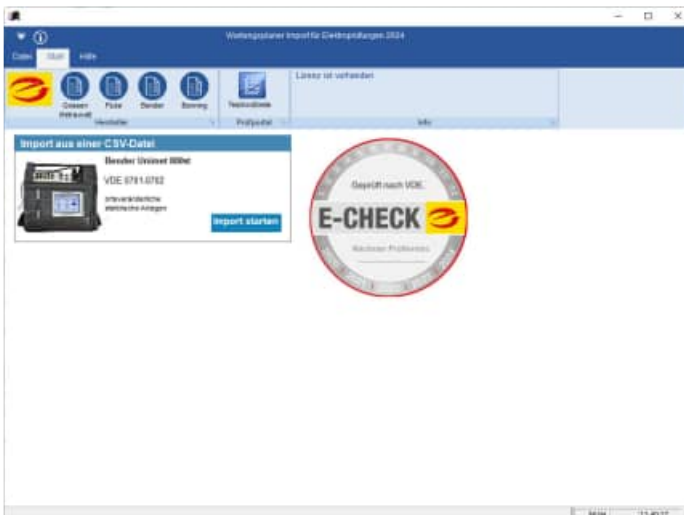 Wartungsplaner Import für Elektroprüfungen 2024
Datei Start Hilfe
Lizenz ist vorhanden
Gossen Metrawatt
Fluke
Bender
Benning
Hersteller
Prüfportal
Info
Import aus einer CSV-Datei
Bender Unimet 800st
VDE 0701-0702
ortsveränderliche
elektrische Anlagen
Import starten
Geprüft nach VDE.
E-CHECK
Nächster Prüftermin: